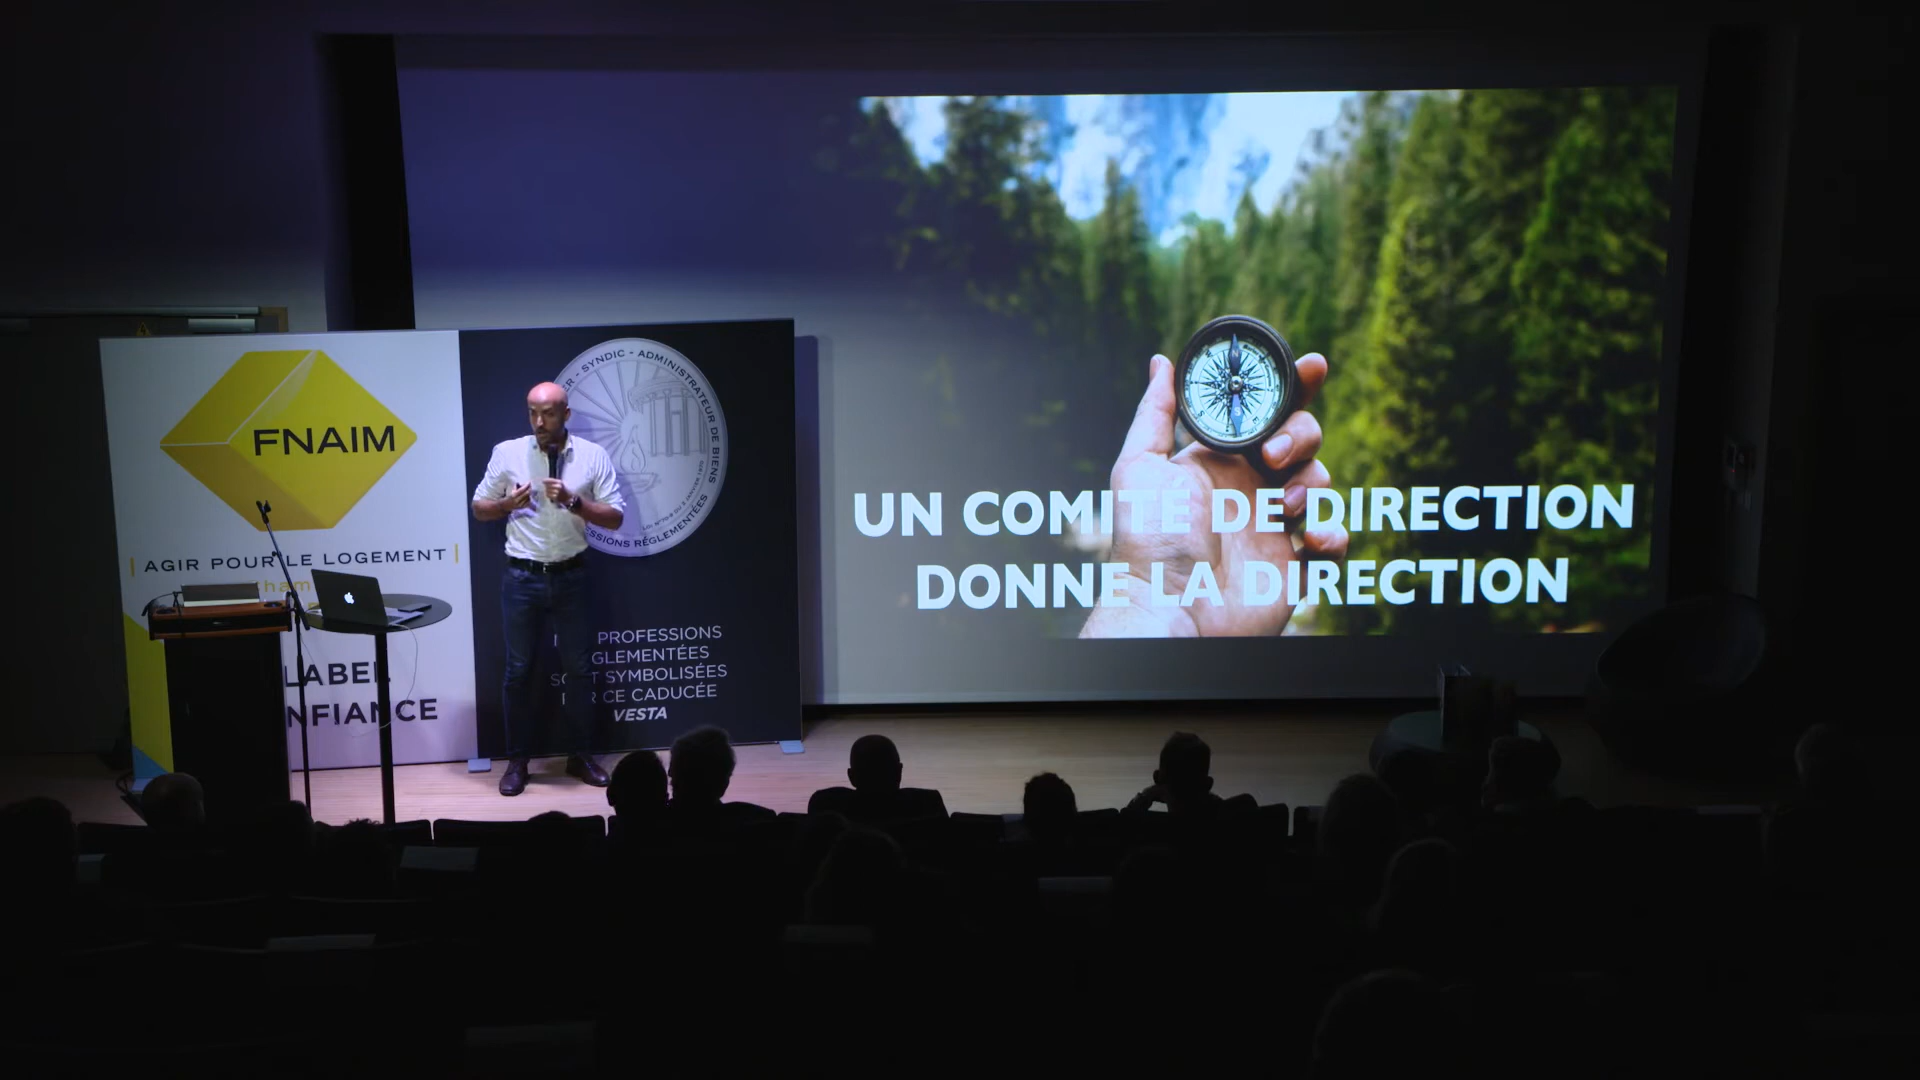 FNAIM
AGIR POUR LE LOGEMENT
LABEL
NFIANCE
SYNDIC - ADMINISTRATEUR DE BIENS
SSIONS RÉGLEMENTÉES
PROFESSIONS
GLEMENTÉES
SYMBOLISÉES
CE CADUCÉE
VESTA
UN COMITÉ DE DIRECTION
DONNE LA DIRECTION